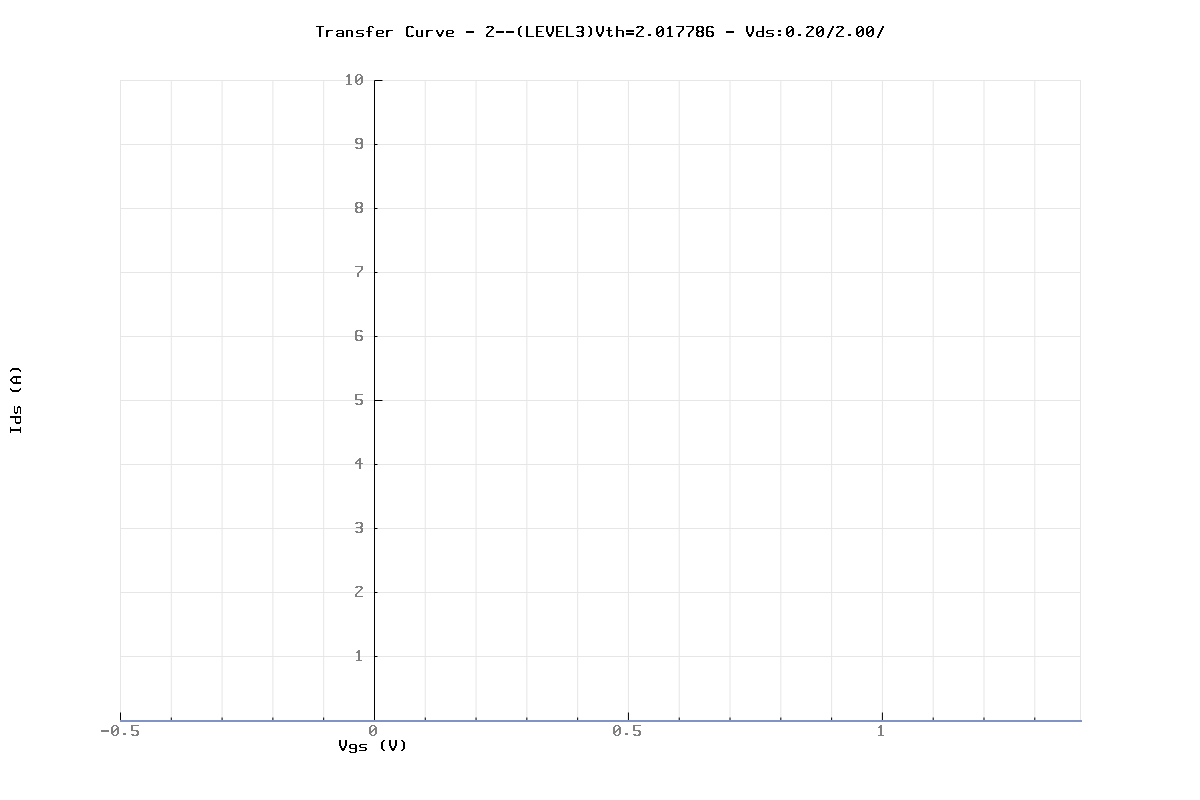 Transfer Curve - 2--(LEVEL3)Vth=2.017786 - Vds:0.20/2.00/
10
9
8
7
6
Ids (A)
5
4
3
2
1
-0.5 0 0.5 1
Vgs (V)